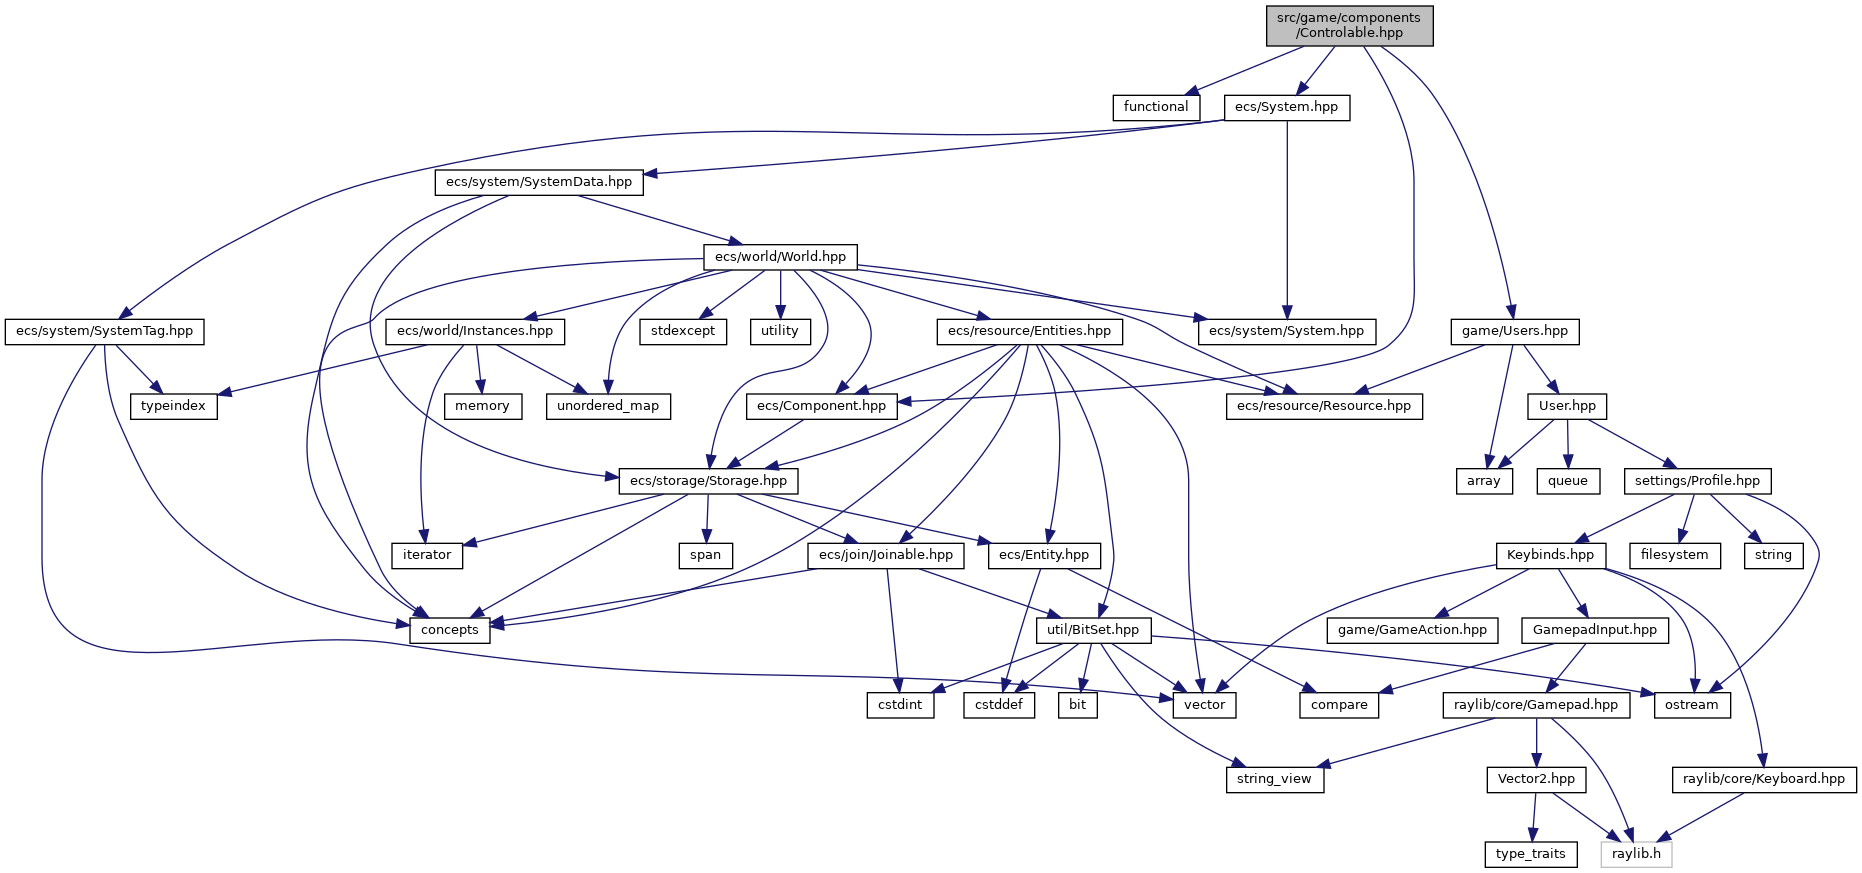 src/game/components
/Controlable.hpp
functional
ecs/System.hpp
ecs/system/SystemData.hpp
ecs/world/World.hpp
ecs/system/SystemTag.hpp
ecs/world/Instances.hpp
stdexcept
utility
ecs/resource/Entities.hpp
ecs/system/System.hpp
game/Users.hpp
typeindex
memory
unordered_map
ecs/Component.hpp
ecs/resource/Resource.hpp
User.hpp
ecs/storage/Storage.hpp
array
queue
settings/Profile.hpp
iterator
span
ecs/join/Joinable.hpp
ecs/Entity.hpp
Keybinds.hpp
filesystem
string
concepts
util/BitSet.hpp
game/GameAction.hpp
GamepadInput.hpp
cstdint
cstddef
bit
vector
compare
raylib/core/Gamepad.hpp
ostream
string_view
Vector2.hpp
raylib/core/Keyboard.hpp
type_traits
raylib.h